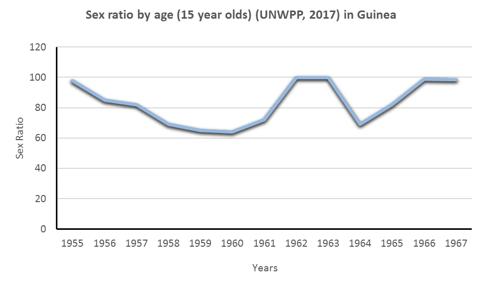 Sex ratio by age (15 year olds) (UNWPP, 2017) in Guinea
120
100
80
60
40
20
0
Sex Ratio
1955 1956 1957 1958 1959 1960 1961 1962 1963 1964 1965 1966 1967
Years